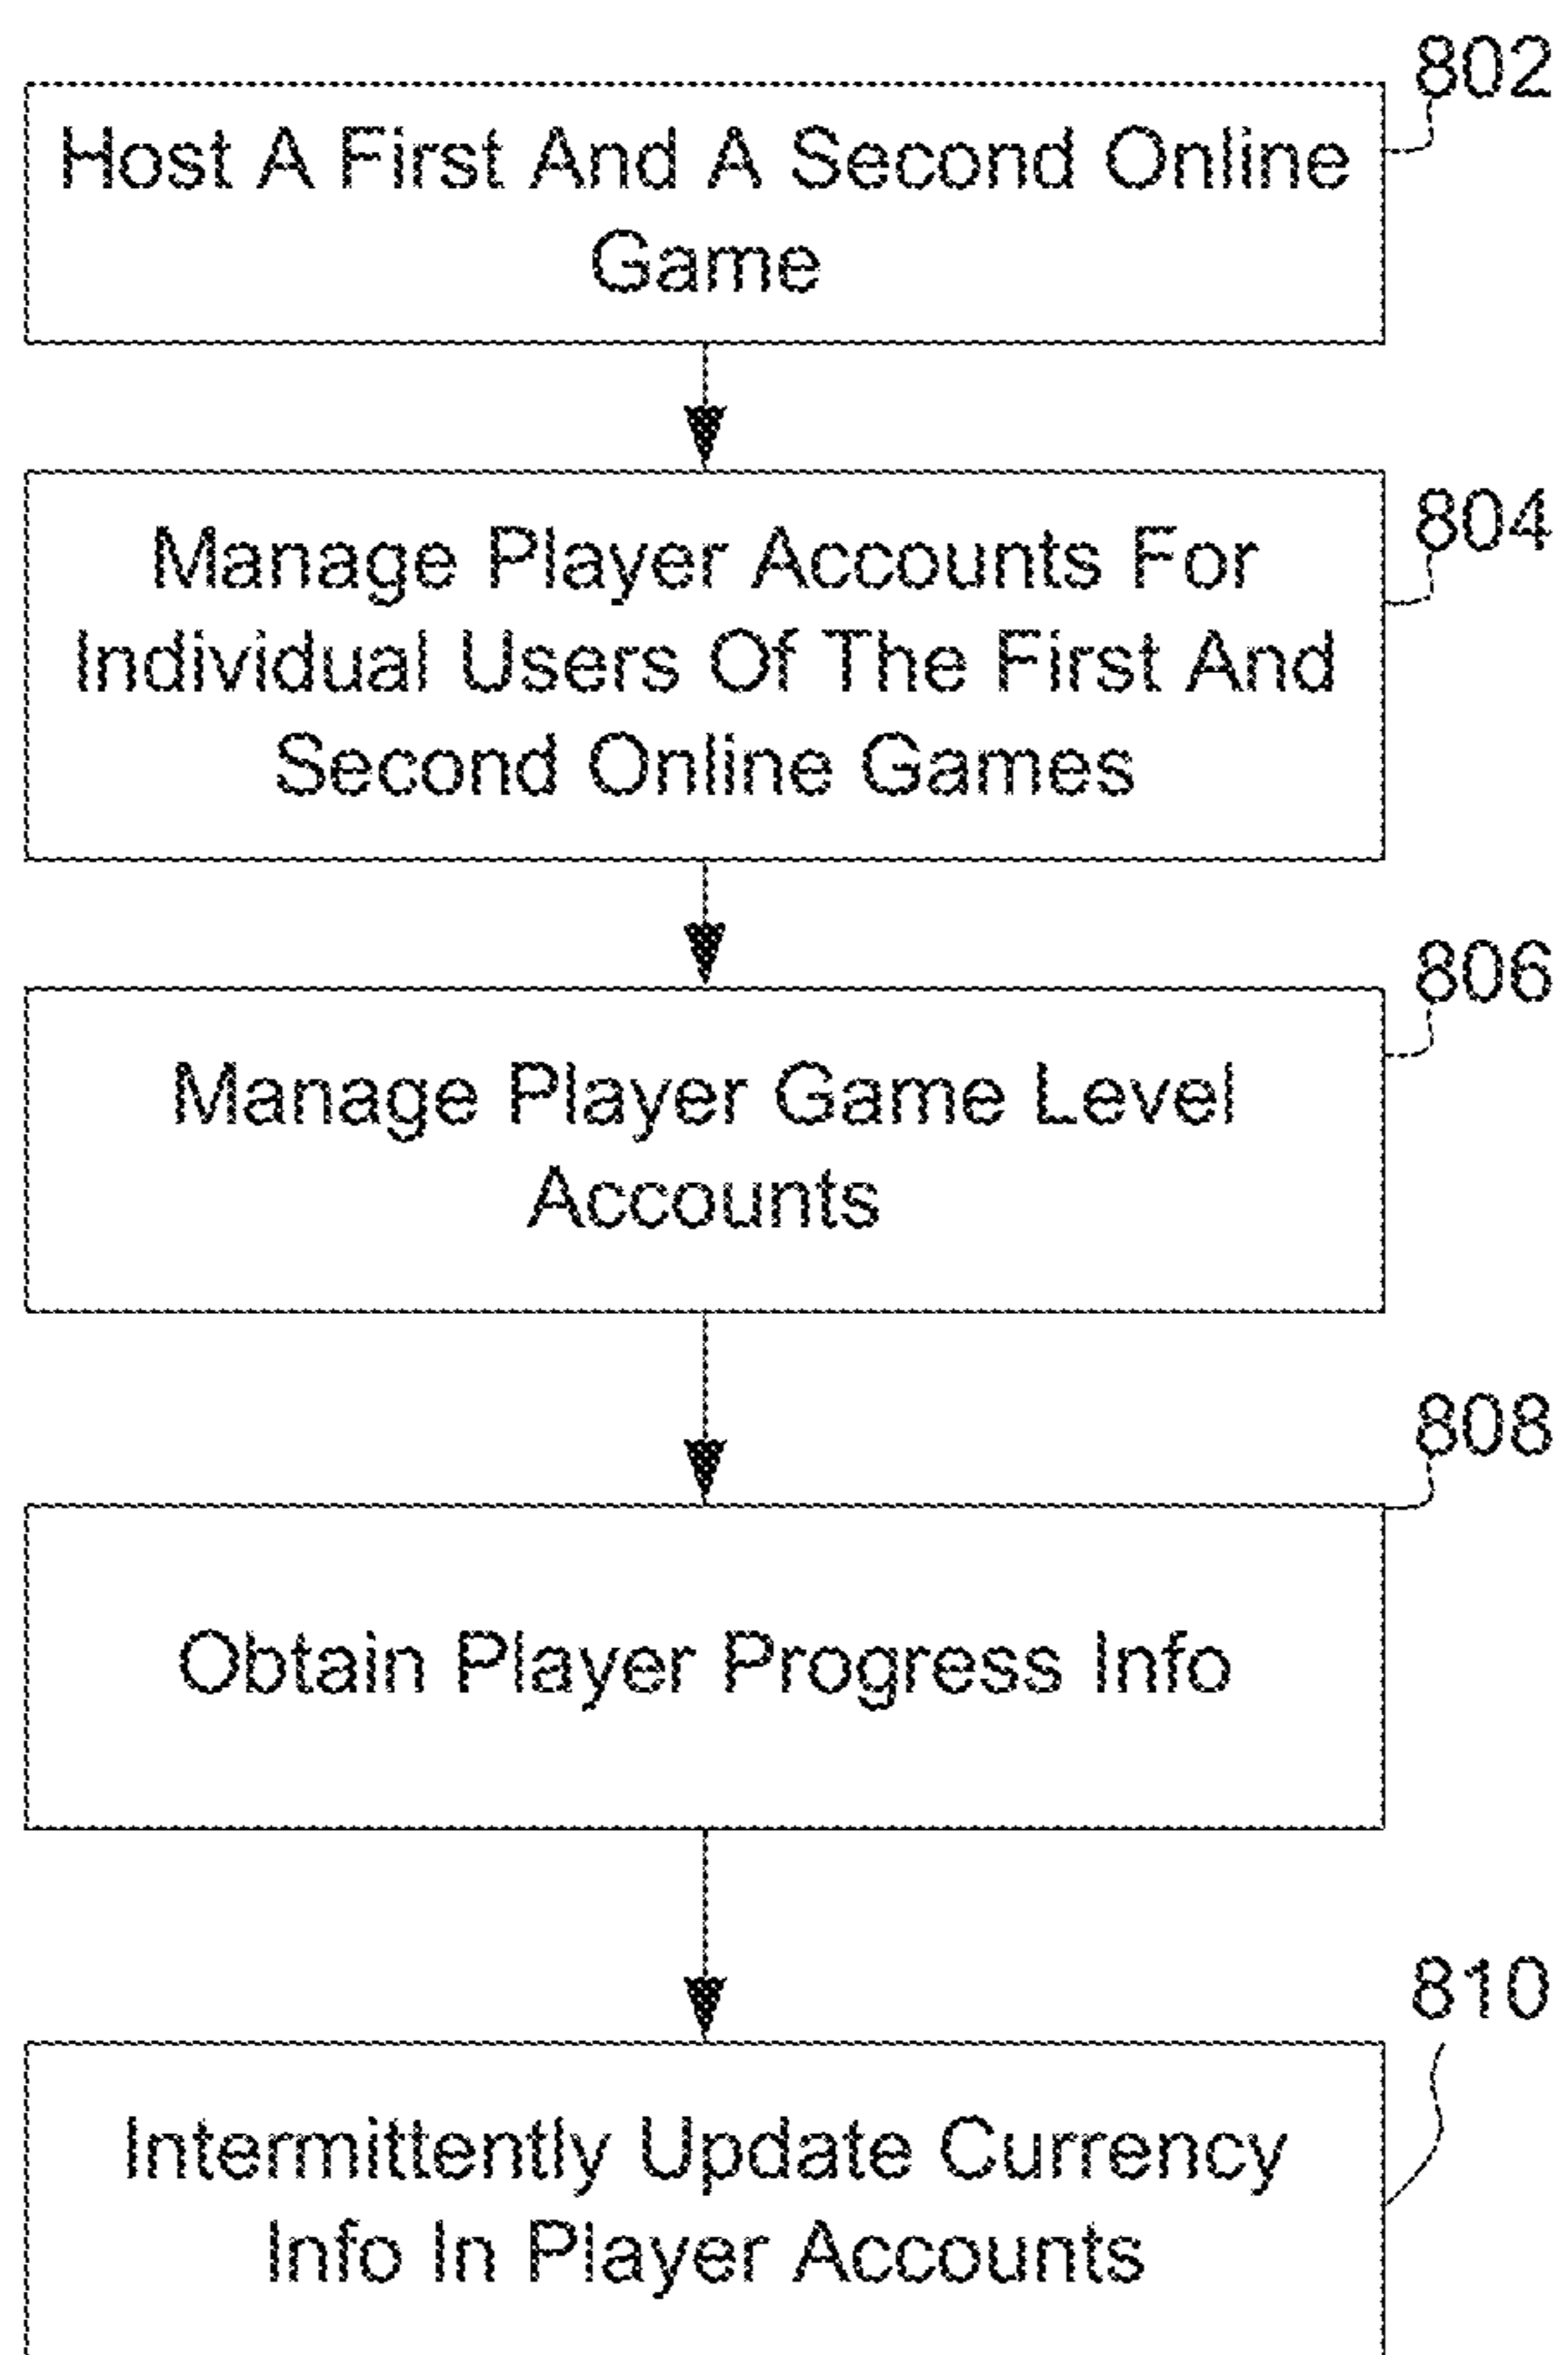 802
Host A First And A Second Online
Game
804
Manage Player Accounts For
Individual Users Of The First And
Second Online Games
806
Manage Player Game Level
Accounts
808
Obtain Player Progress Info
810
Intermittently Update Currency
Info In Player Accounts